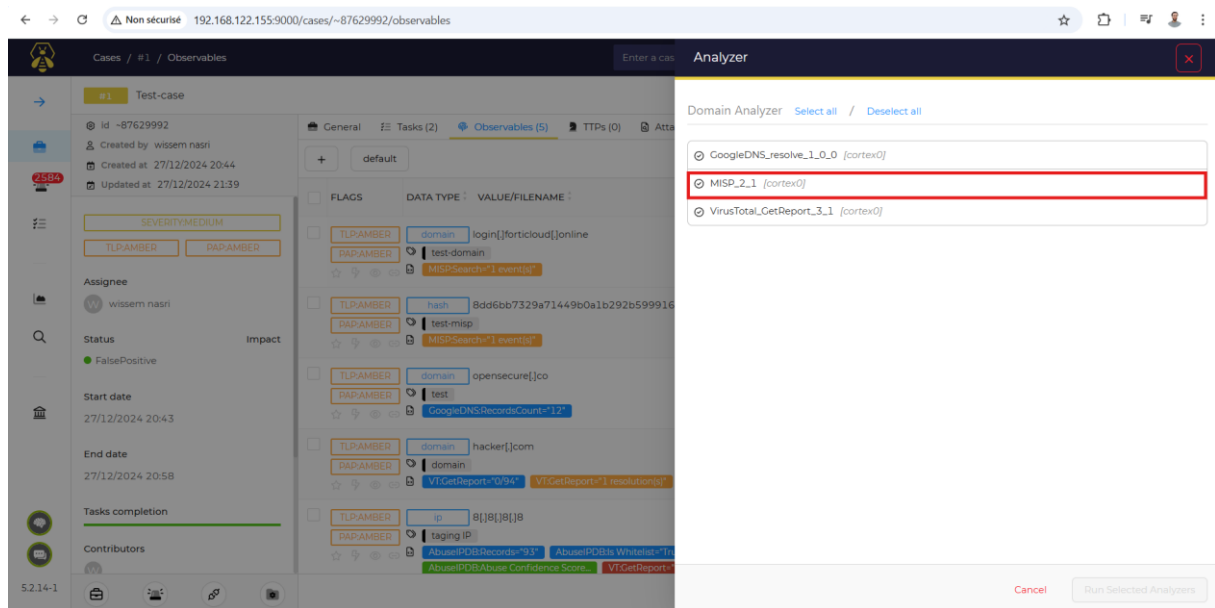 Non sécurisé 192.168.122.155:9000/cases/~87629992/observables
Cases / #1 / Observables
Enter a cas
#1 Test-case
id ~87629992
Created at by wissem nasri
Created at 27/12/2024 20:44
Updated at 27/12/2024 21:39
2584
SEVERITY:MEDIUM
TLP:AMBER PAP:AMBER
Assignee
W wissem nasri
Status Impact
FalsePositive
Start date
27/12/2024 20:43
End date
27/12/2024 20:58
Tasks completion
Contributors
W
5.2.14-1
General Tasks (2) Observables (5) TTPs (0) Atta
+ default
FLAGS DATA TYPE VALUE/FILENAME
TLP:AMBER domain login[.]forticloud[.]online
PAP:AMBER test-domain
MISP:Search="1 event(s)"
TLP:AMBER hash 8dd6bb7329a71449b0a1b292b599916
PAP:AMBER test-misp
MISP:Search="1 event(s)"
TLP:AMBER domain opensecure[.]co
PAP:AMBER test
GoogleDNS:RecordsCount="12"
TLP:AMBER domain hacker[.]com
PAP:AMBER domain
VT:GetReport="0/94" VT:GetReport="1 resolution(s)"
TLP:AMBER ip 8[.]8[.]8[.]8
PAP:AMBER taging IP
AbuseIPDB:Records="93" AbuseIPDB:Is Whitelist="Tru
AbuseIPDB:Abuse Confidence Score... VT:GetReport="
Analyzer
Domain Analyzer Select all / Deselect all
GoogleDNS_resolve_1_0_0 [cortex0]
MISP_2_1 [cortex0]
VirusTotal_GetReport_3_1 [cortex0]
Cancel Run Selected Analyzers